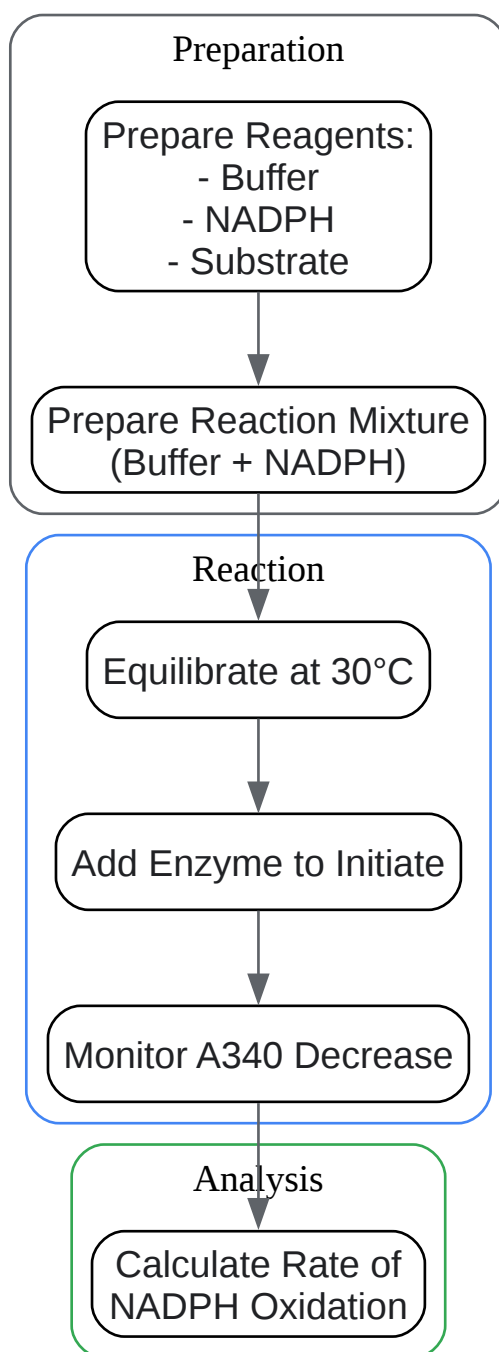 Preparation
Prepare Reagents:
- Buffer
- NADPH
- Substrate
Prepare Reaction Mixture
(Buffer + NADPH)
Reaction
Equilibrate at 30°C
Add Enzyme to Initiate
Monitor A340 Decrease
Analysis
Calculate Rate of
NADPH Oxidation